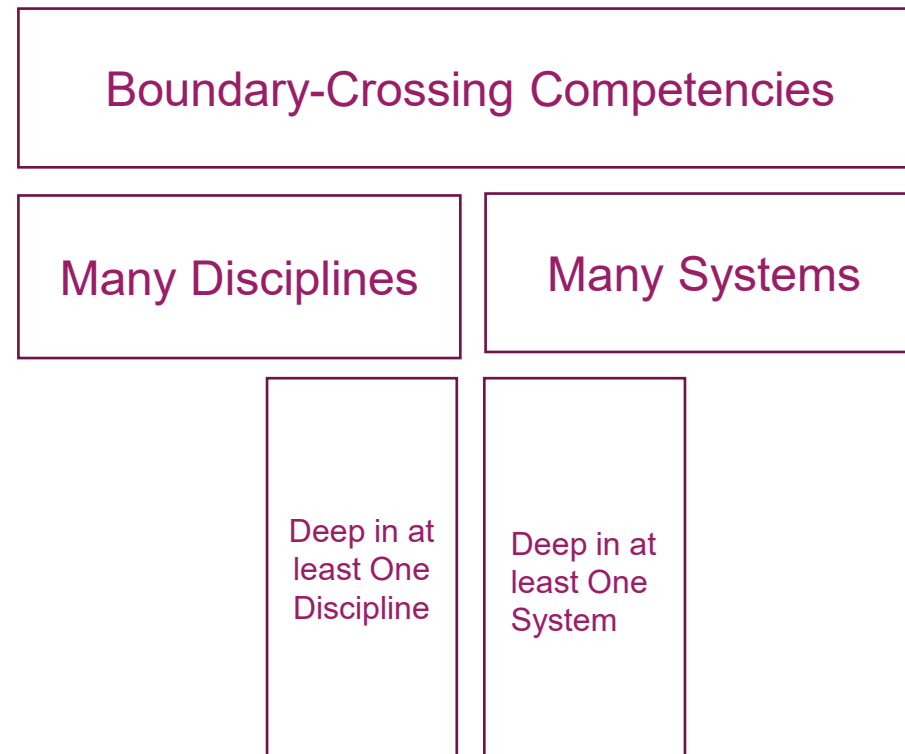 Boundary-Crossing Competencies
Many Disciplines
Many Systems
Deep in at
least One
Discipline
Deep in at
least One
System